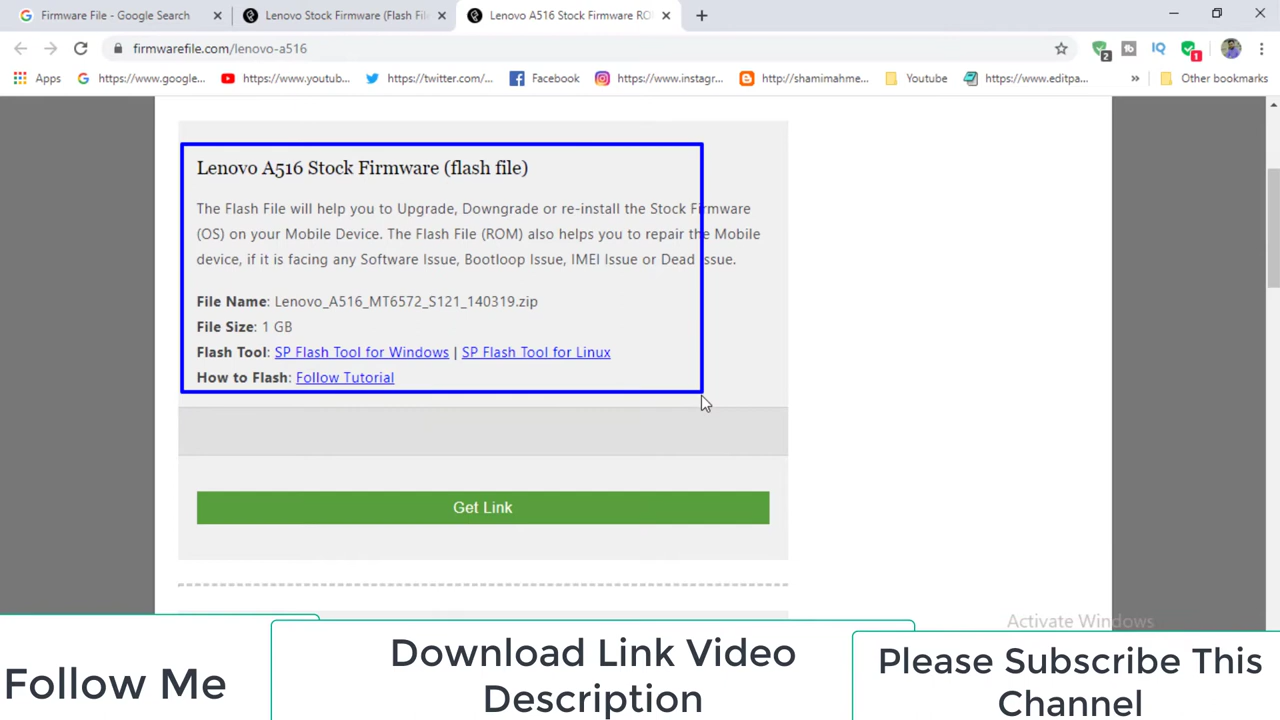 Firmware File - Google Search
Lenovo Stock Firmware (Flash Fil
Lenovo A516 Stock Firmware RO
firmwarefile.com/lenovo-a516
2
IQ
1
Apps
https://www.google...
https://www.youtub...
https://twitter.com/...
Facebook
https://www.instagr...
http://shamimahme...
Youtube
https://www.editpa...
»
Other bookmarks
Lenovo A516 Stock Firmware (flash file)
The Flash File will help you to Upgrade, Downgrade or re-install the Stock Firmware
(OS) on your Mobile Device. The Flash File (ROM) also helps you to repair the Mobile
device, if it is facing any Software Issue, Bootloop Issue, IMEI Issue or Dead Issue.
File Name: Lenovo_A516_MT6572_S121_140319.zip
File Size: 1 GB
Flash Tool: SP Flash Tool for Windows | SP Flash Tool for Linux
How to Flash: Follow Tutorial
Get Link
Activate Windows
Follow Me
Download Link Video
Description
Please Subscribe This
Channel